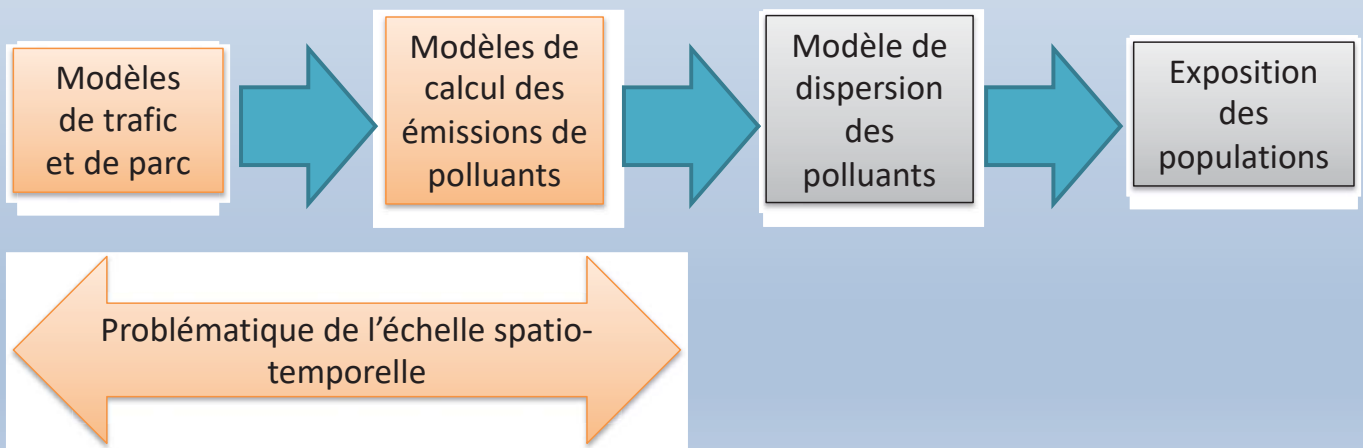 Modèles
de trafic
et de parc
Modèles de
calcul des
émissions de
polluants
Modèle de
dispersion
des
polluants
Exposition
des
populations
Problématique de l’échelle spatio-
temporelle